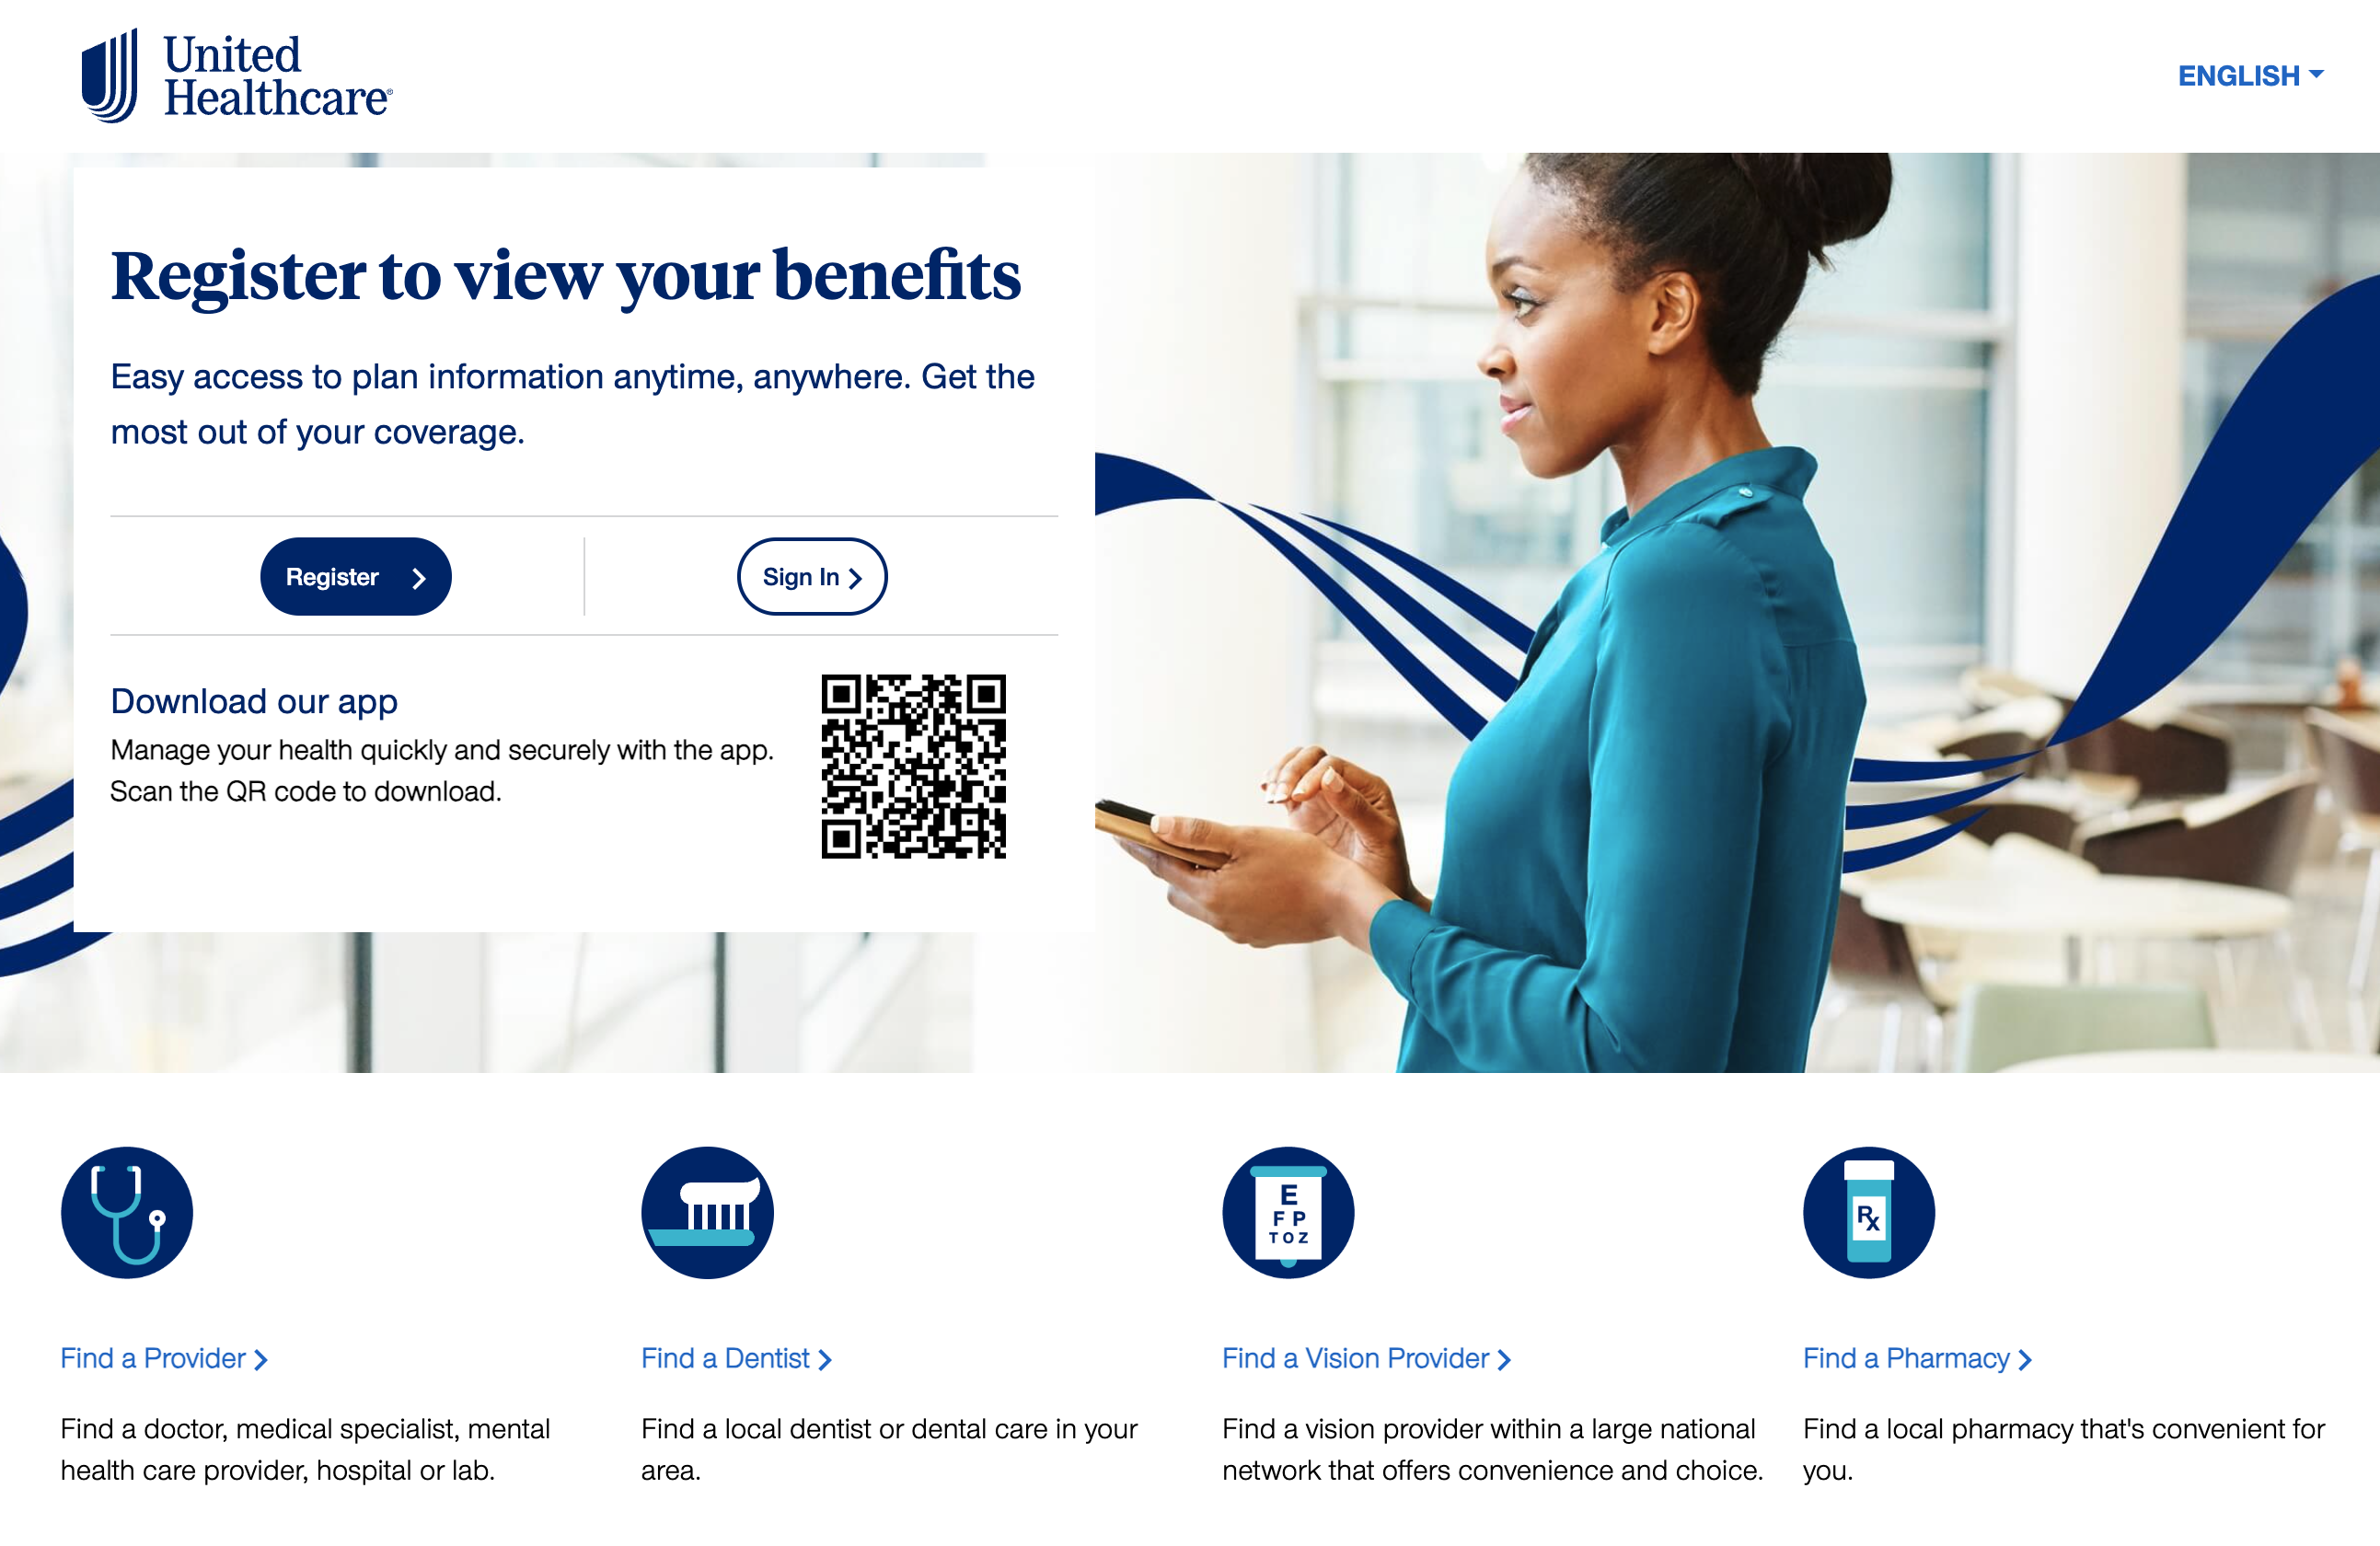 United
Healthcare®
ENGLISH
Register to view your benefits
Easy access to plan information anytime, anywhere. Get the
most out of your coverage.
Register
Sign In
Download our app
Manage your health quickly and securely with the app.
Scan the QR code to download.
E
F P
T O Z
Rx
Find a Provider
Find a Dentist
Find a Vision Provider
Find a Pharmacy
Find a doctor, medical specialist, mental
health care provider, hospital or lab.
Find a local dentist or dental care in your
area.
Find a vision provider within a large national
network that offers convenience and choice.
Find a local pharmacy that's convenient for
you.